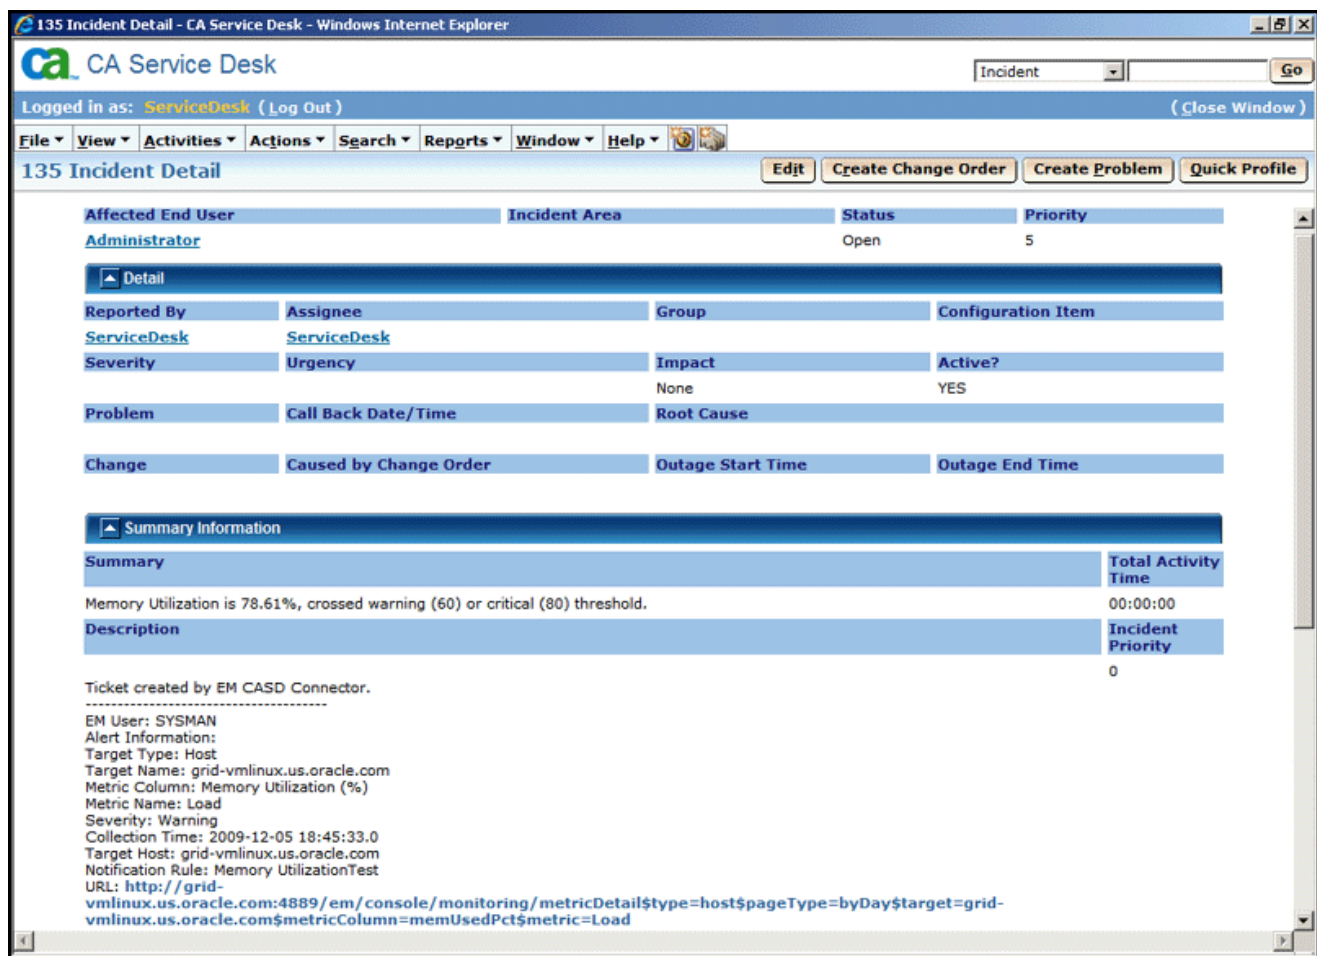 135 Incident Detail - CA Service Desk - Windows Internet Explorer
ca CA Service Desk
Incident Go
Logged in as: ServiceDesk ( Log Out ) ( Close Window )
File View Activities Actions Search Reports Window Help
135 Incident Detail Edit Create Change Order Create Problem Quick Profile
Affected End User Incident Area Status Priority
Administrator Open 5
Detail
Reported By Assignee Group Configuration Item
ServiceDesk ServiceDesk
Severity Urgency Impact Active?
None YES
Problem Call Back Date/Time Root Cause
Change Caused by Change Order Outage Start Time Outage End Time
Summary Information
Summary Total Activity
Time
Memory Utilization is 78.61%, crossed warning (60) or critical (80) threshold. 00:00:00
Description Incident
Priority
0
Ticket created by EM CASD Connector.
--------------------------------------
EM User: SYSMAN
Alert Information:
Target Type: Host
Target Name: grid-vmlinux.us.oracle.com
Metric Column: Memory Utilization (%)
Metric Name: Load
Severity: Warning
Collection Time: 2009-12-05 18:45:33.0
Target Host: grid-vmlinux.us.oracle.com
Notification Rule: Memory UtilizationTest
URL: http://grid-
vmlinux.us.oracle.com:4889/em/console/monitoring/metricDetail$type=host$pageType=byDay$target=grid-
vmlinux.us.oracle.com$metricColumn=memUsedPct$metric=Load